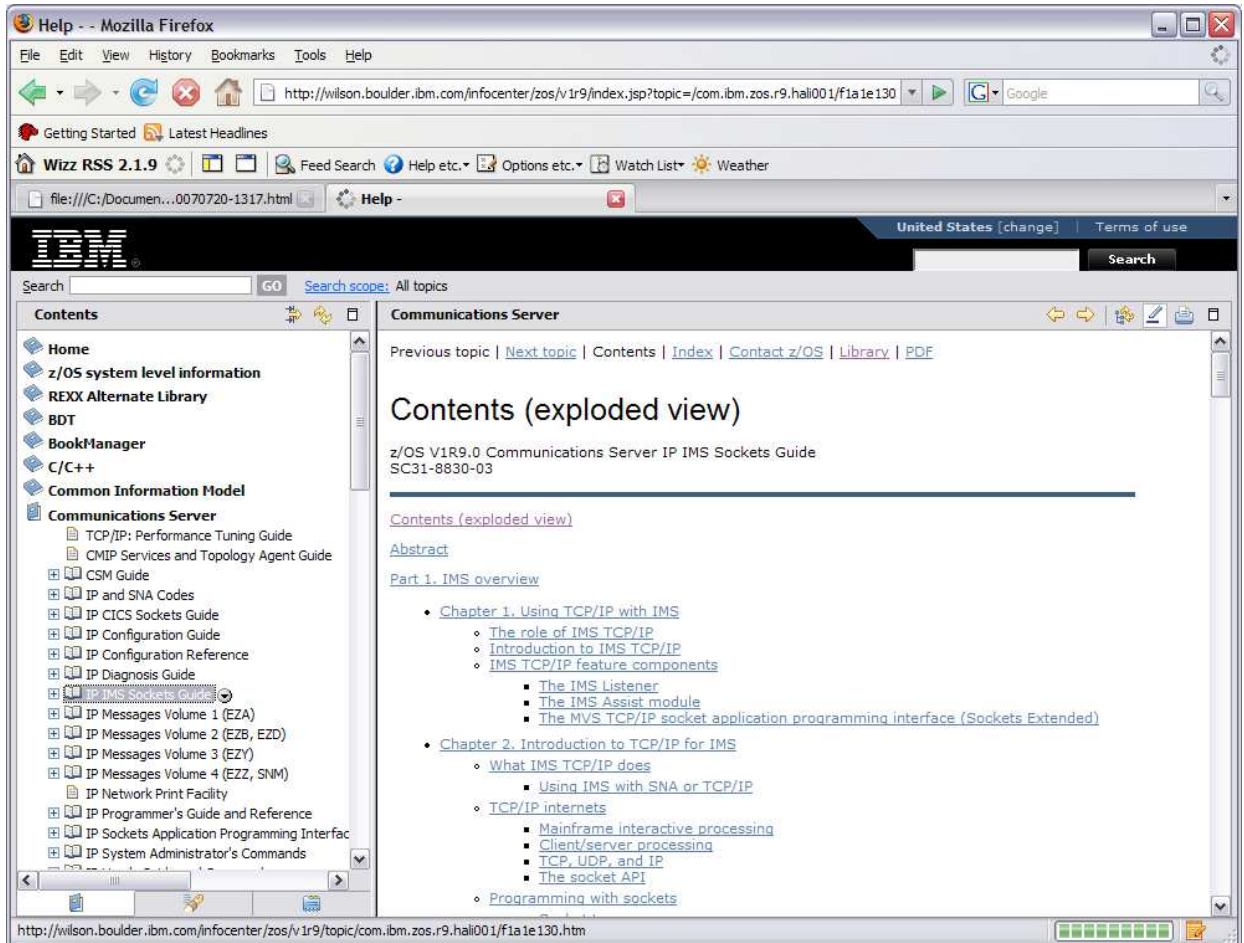 Help - - Mozilla Firefox
File Edit View History Bookmarks Tools Help
http://wilson.boulder.ibm.com/infocenter/zos/v1r9/index.jsp?topic=/com.ibm.zos.r9.hali001/f1a1e130
G Google
Getting Started Latest Headlines
Wizz RSS 2.1.9 Feed Search Help etc. Options etc. Watch List Weather
file:///C:/Documen...0070720-1317.html Help -
United States [change] | Terms of use
IBM
Search
Search GO Search scope: All topics
Contents
Home
z/OS system level information
REXX Alternate Library
BDT
BookManager
C/C++
Common Information Model
Communications Server
TCP/IP: Performance Tuning Guide
CMIP Services and Topology Agent Guide
CSM Guide
IP and SNA Codes
IP CICS Sockets Guide
IP Configuration Guide
IP Configuration Reference
IP Diagnosis Guide
IP IMS Sockets Guide
IP Messages Volume 1 (EZA)
IP Messages Volume 2 (EZB, EZD)
IP Messages Volume 3 (EZY)
IP Messages Volume 4 (EZZ, SNM)
IP Network Print Facility
IP Programmer's Guide and Reference
IP Sockets Application Programming Interfac
IP System Administrator's Commands
Communications Server
Previous topic | Next topic | Contents | Index | Contact z/OS | Library | PDF
Contents (exploded view)
z/OS V1R9.0 Communications Server IP IMS Sockets Guide
SC31-8830-03
Contents (exploded view)
Abstract
Part 1. IMS overview
Chapter 1. Using TCP/IP with IMS
The role of IMS TCP/IP
Introduction to IMS TCP/IP
IMS TCP/IP feature components
The IMS Listener
The IMS Assist module
The MVS TCP/IP socket application programming interface (Sockets Extended)
Chapter 2. Introduction to TCP/IP for IMS
What IMS TCP/IP does
Using IMS with SNA or TCP/IP
TCP/IP internets
Mainframe interactive processing
Client/server processing
TCP, UDP, and IP
The socket API
Programming with sockets
http://wilson.boulder.ibm.com/infocenter/zos/v1r9/topic/com.ibm.zos.r9.hali001/f1a1e130.htm